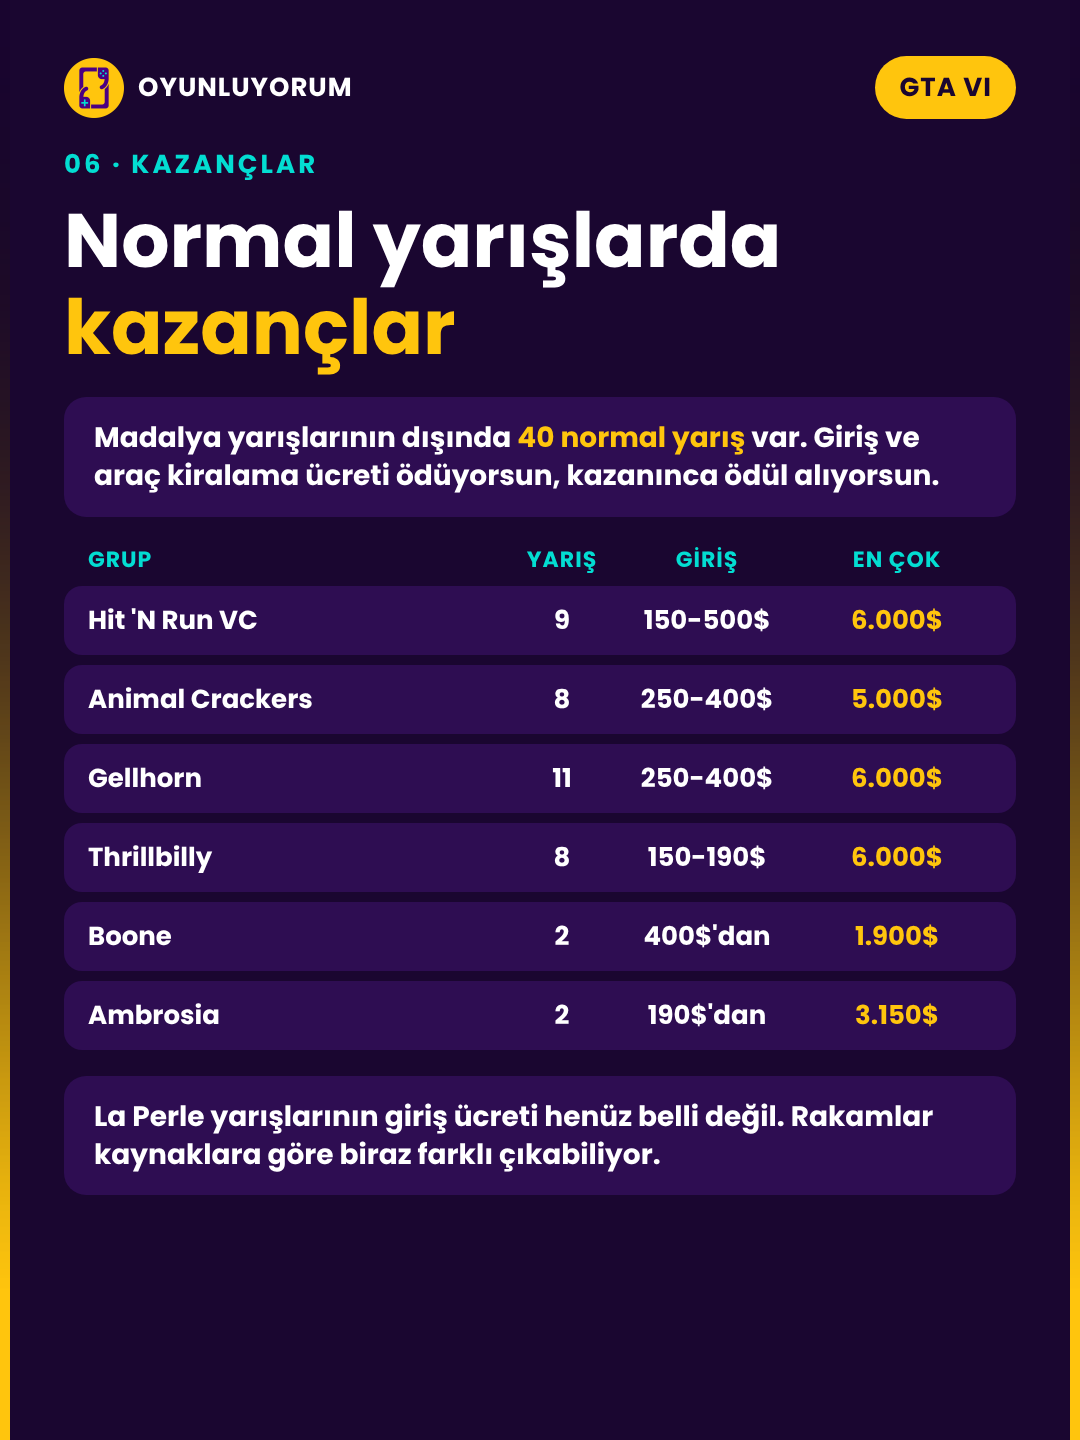 OYUNLUYORUM
GTA VI
06 · KAZANÇLAR
Normal yarışlarda
kazançlar
Madalya yarışlarının dışında 40 normal yarış var. Giriş ve
araç kiralama ücreti ödüyorsun, kazanınca ödül alıyorsun.
GRUP YARIŞ GİRİŞ EN ÇOK
Hit 'N Run VC 9 150-500$ 6.000$
Animal Crackers 8 250-400$ 5.000$
Gellhorn 11 250-400$ 6.000$
Thrillbilly 8 150-190$ 6.000$
Boone 2 400$'dan 1.900$
Ambrosia 2 190$'dan 3.150$
La Perle yarışlarının giriş ücreti henüz belli değil. Rakamlar
kaynaklara göre biraz farklı çıkabiliyor.